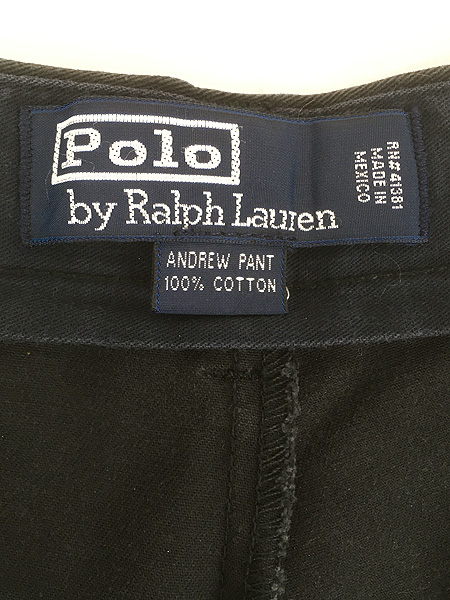 Polo
by Ralph Lauren
RN# 41381
MADE IN
MEXICO
ANDREW PANT
100% COTTON